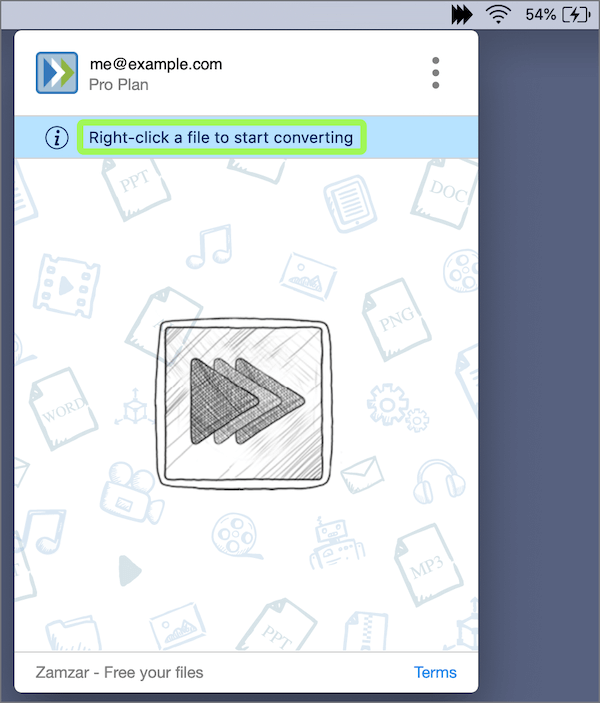 54%
me@example.com
Pro Plan
Right-click a file to start converting
PPT
DOC
PNG
WORD
MP3
PPT
Zamzar - Free your files
Terms